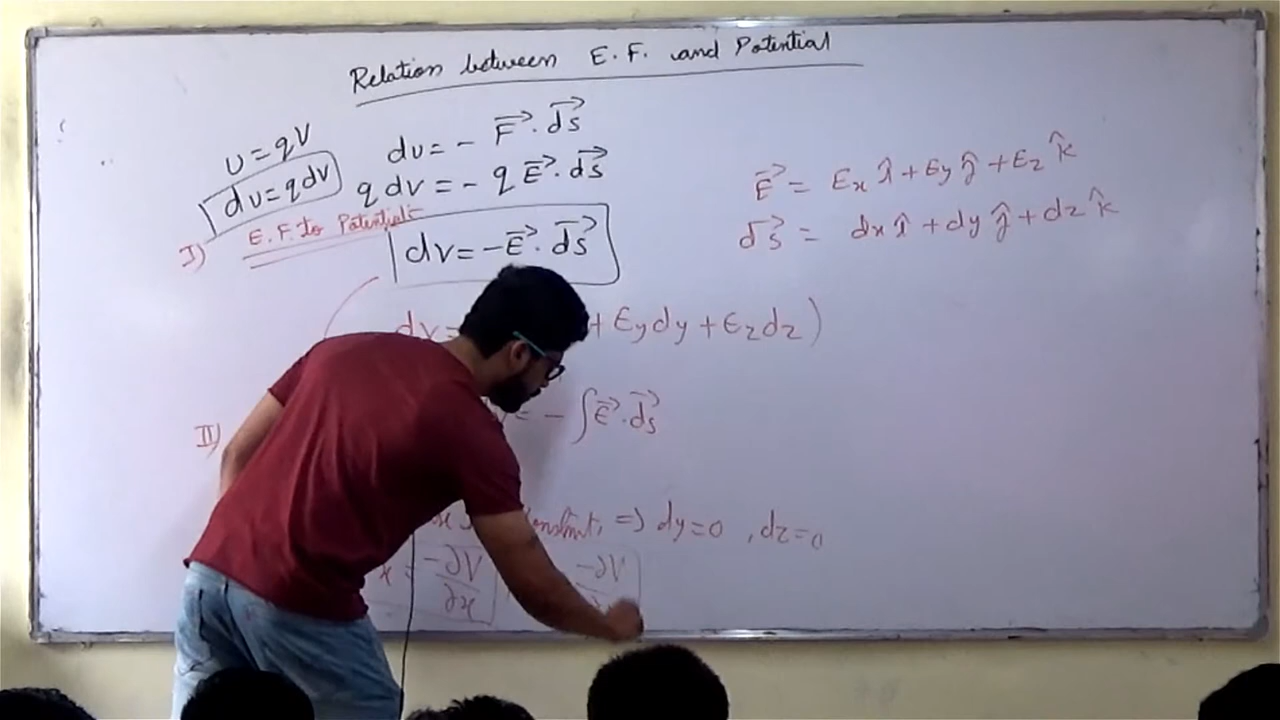 Relation between E.F. and Potential
U = qV
dU = qdV
dU = - F⃗ · ds⃗
q dV = - q E⃗ · ds⃗
E⃗ = Ex î + Ey ĵ + Ez k̂
ds⃗ = dx î + dy ĵ + dz k̂
I) E.F. to Potential:-
dV = - E⃗ · ds⃗
dV = + Ey dy + Ez dz )
II)
= - ∫ E⃗ · ds⃗
constant, => dy = 0 , dz = 0
x = -∂V/∂x
-∂V